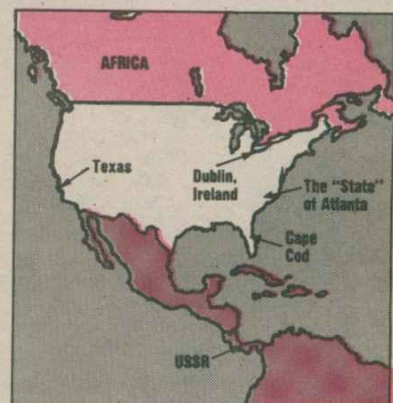 AFRICA
Texas
Dublin,
Ireland
The "State"
of Atlanta
Cape
Cod
USSR